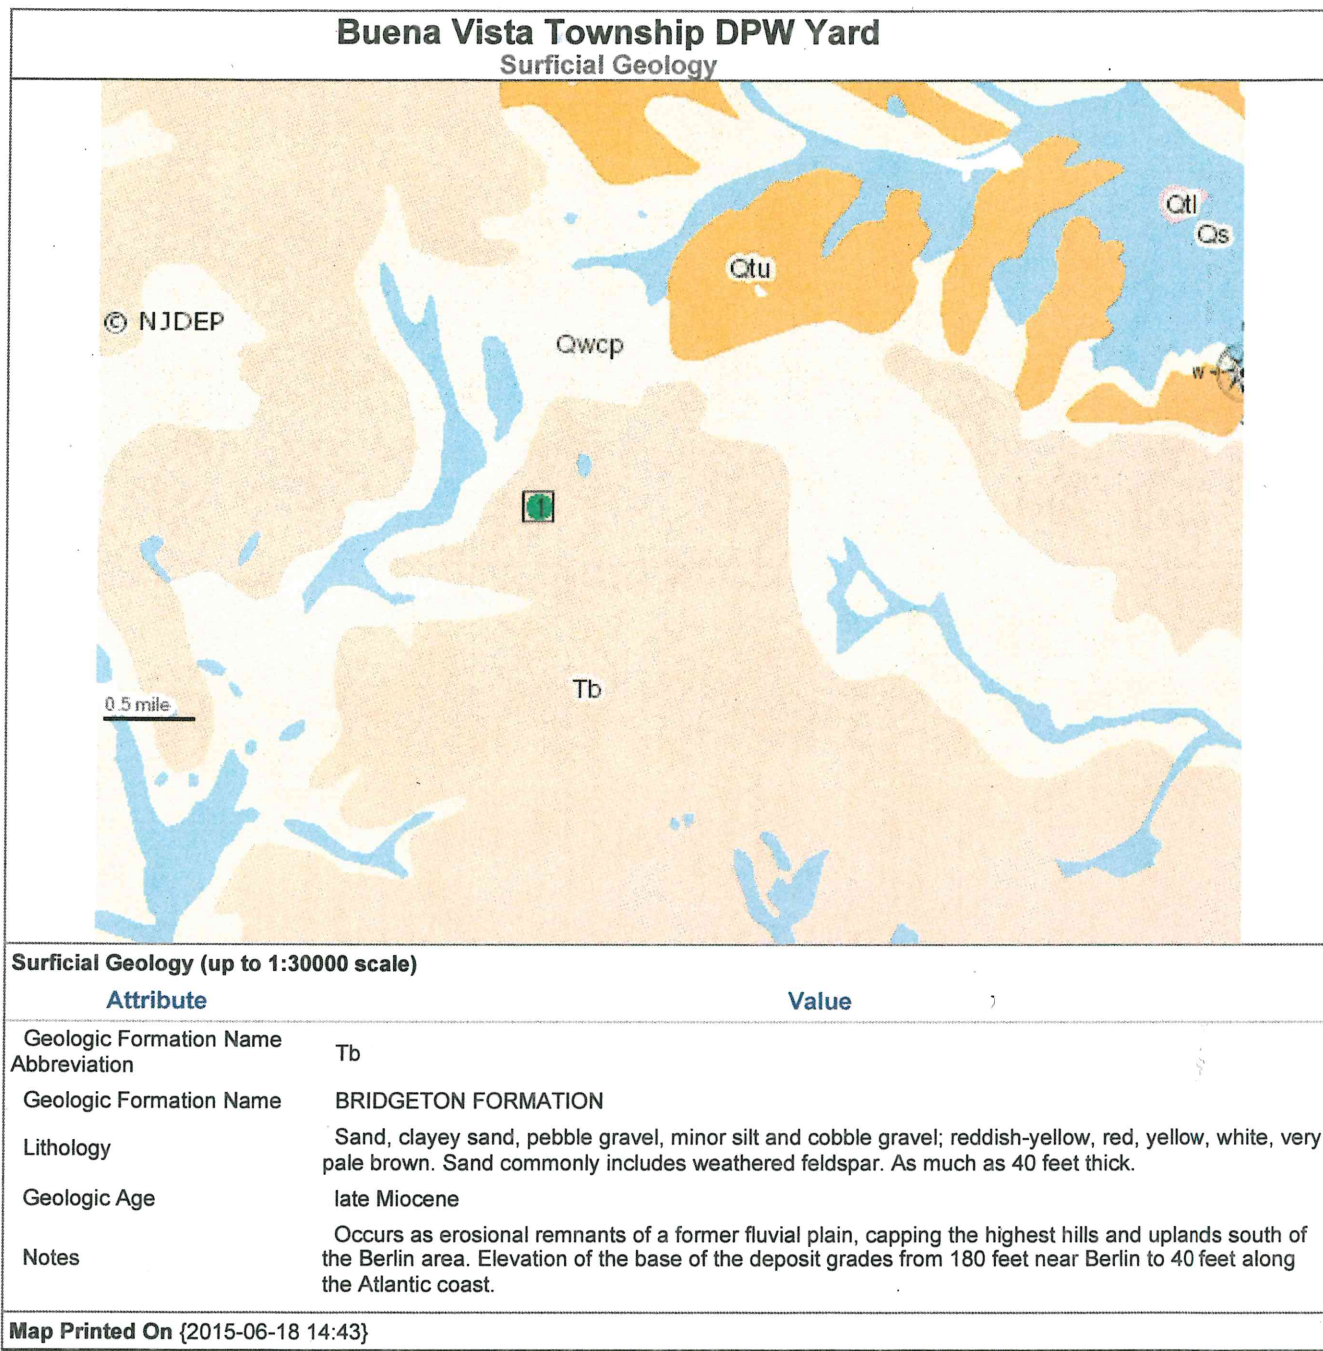 Buena Vista Township DPW Yard
Surficial Geology
Qtl
Qs
Qtu
© NJDEP
Qwcp
W
1
Tb
0.5 mile
Surficial Geology (up to 1:30000 scale)
Attribute Value
Geologic Formation Name
Abbreviation
Tb
Geologic Formation Name BRIDGETON FORMATION
Lithology
Sand, clayey sand, pebble gravel, minor silt and cobble gravel; reddish-yellow, red, yellow, white, very
pale brown. Sand commonly includes weathered feldspar. As much as 40 feet thick.
Geologic Age late Miocene
Notes
Occurs as erosional remnants of a former fluvial plain, capping the highest hills and uplands south of
the Berlin area. Elevation of the base of the deposit grades from 180 feet near Berlin to 40 feet along
the Atlantic coast.
Map Printed On {2015-06-18 14:43}